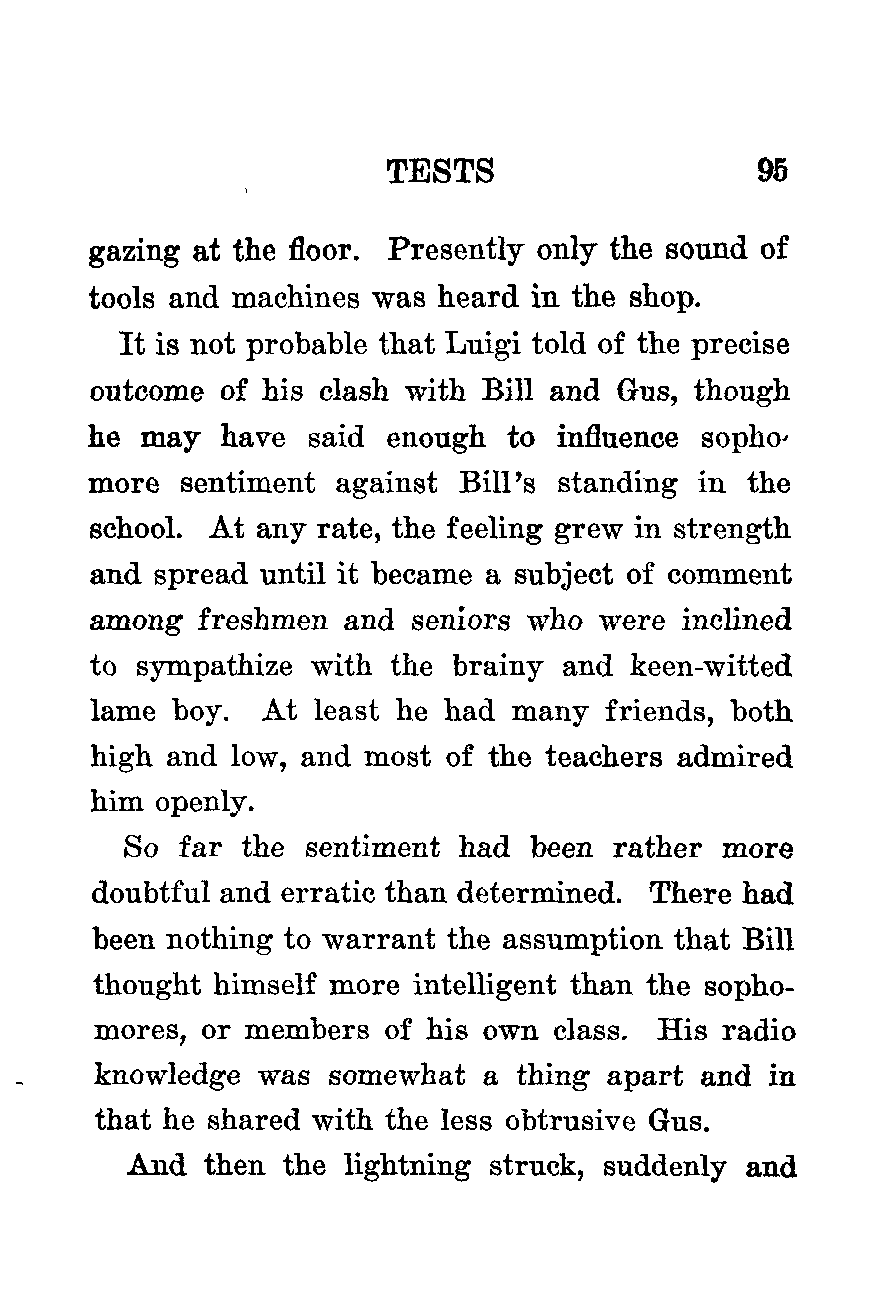 TESTS 95
gazing at the floor. Presently only the sound of
tools and machines was heard in the shop.
It is not probable that Luigi told of the precise
outcome of his clash with Bill and Gus, though
he may have said enough to influence sopho-
more sentiment against Bill's standing in the
school. At any rate, the feeling grew in strength
and spread until it became a subject of comment
among freshmen and seniors who were inclined
to sympathize with the brainy and keen-witted
lame boy. At least he had many friends, both
high and low, and most of the teachers admired
him openly.
So far the sentiment had been rather more
doubtful and erratic than determined. There had
been nothing to warrant the assumption that Bill
thought himself more intelligent than the sopho-
mores, or members of his own class. His radio
knowledge was somewhat a thing apart and in
that he shared with the less obtrusive Gus.
And then the lightning struck, suddenly and